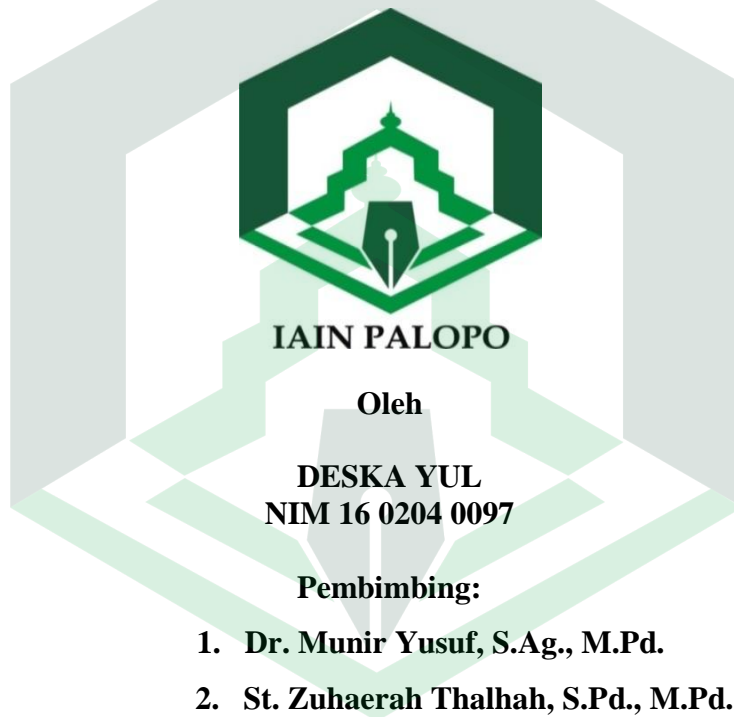 IAIN PALOPO
Oleh
DESKA YUL
NIM 16 0204 0097
Pembimbing:
1. Dr. Munir Yusuf, S.Ag., M.Pd.
2. St. Zuhaerah Thalhah, S.Pd., M.Pd.